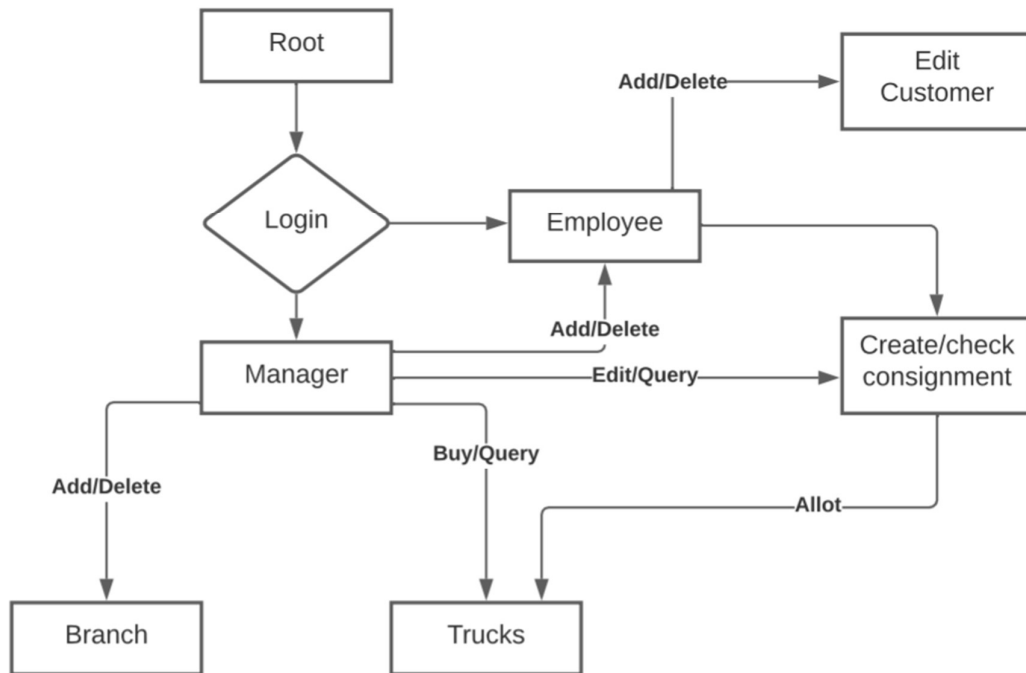 Root
Edit
Customer
Add/Delete
Login
Employee
Add/Delete
Create/check
consignment
Manager
Edit/Query
Buy/Query
Add/Delete
Allot
Branch
Trucks